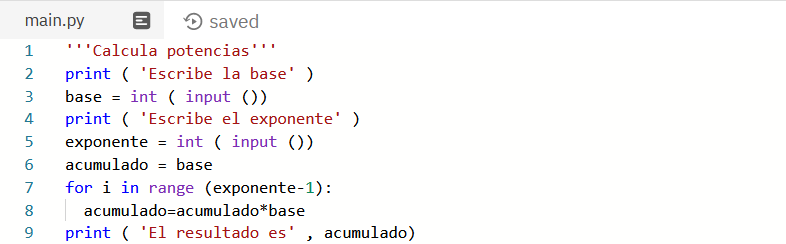 main.py saved
1 '''Calcula potencias'''
2 print ( 'Escribe la base' )
3 base = int ( input ())
4 print ( 'Escribe el exponente' )
5 exponente = int ( input ())
6 acumulado = base
7 for i in range (exponente-1):
8   acumulado=acumulado*base
9 print ( 'El resultado es' , acumulado)